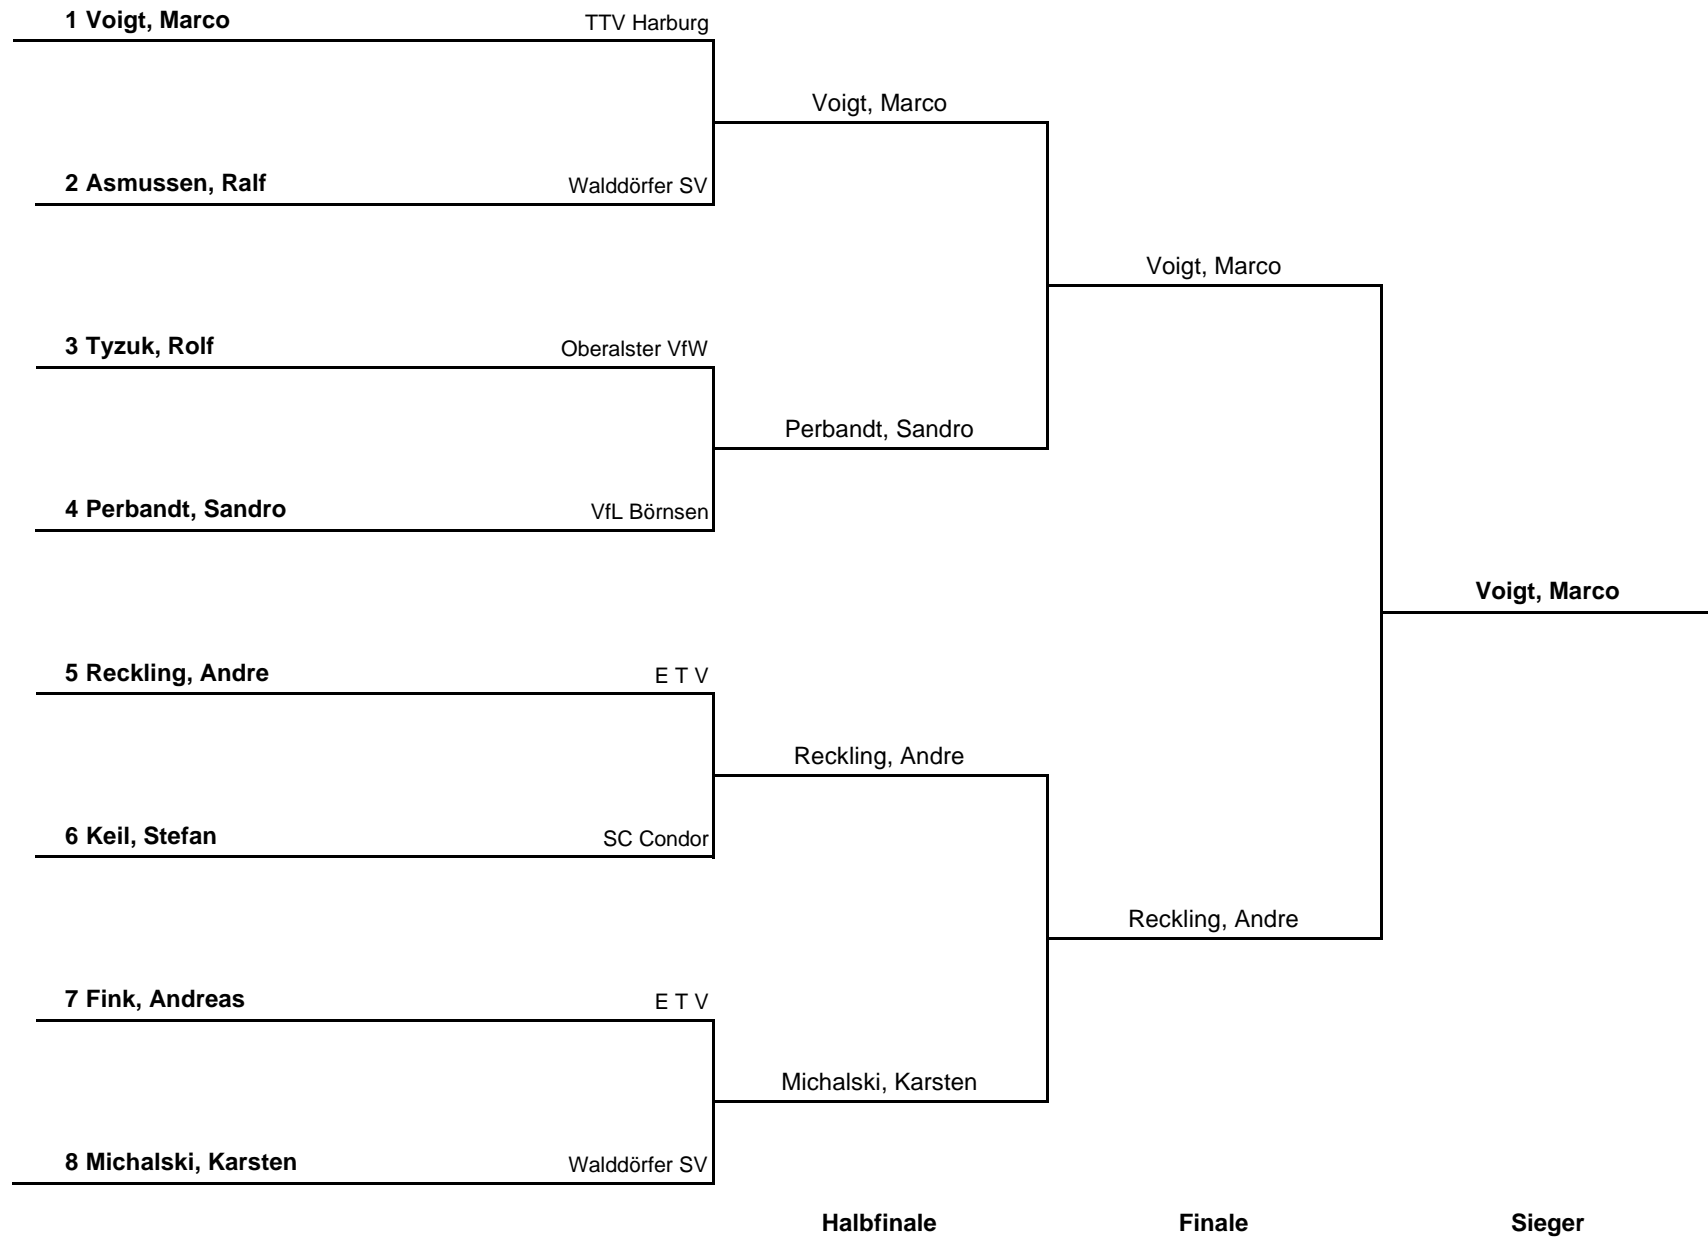 1 Voigt, Marco TTV Harburg
Voigt, Marco
2 Asmussen, Ralf Walddörfer SV
Voigt, Marco
3 Tyzuk, Rolf Oberalster VfW
Perbandt, Sandro
4 Perbandt, Sandro VfL Börnsen
Voigt, Marco
5 Reckling, Andre E T V
Reckling, Andre
6 Keil, Stefan SC Condor
Reckling, Andre
7 Fink, Andreas E T V
Michalski, Karsten
8 Michalski, Karsten Walddörfer SV
Halbfinale Finale Sieger